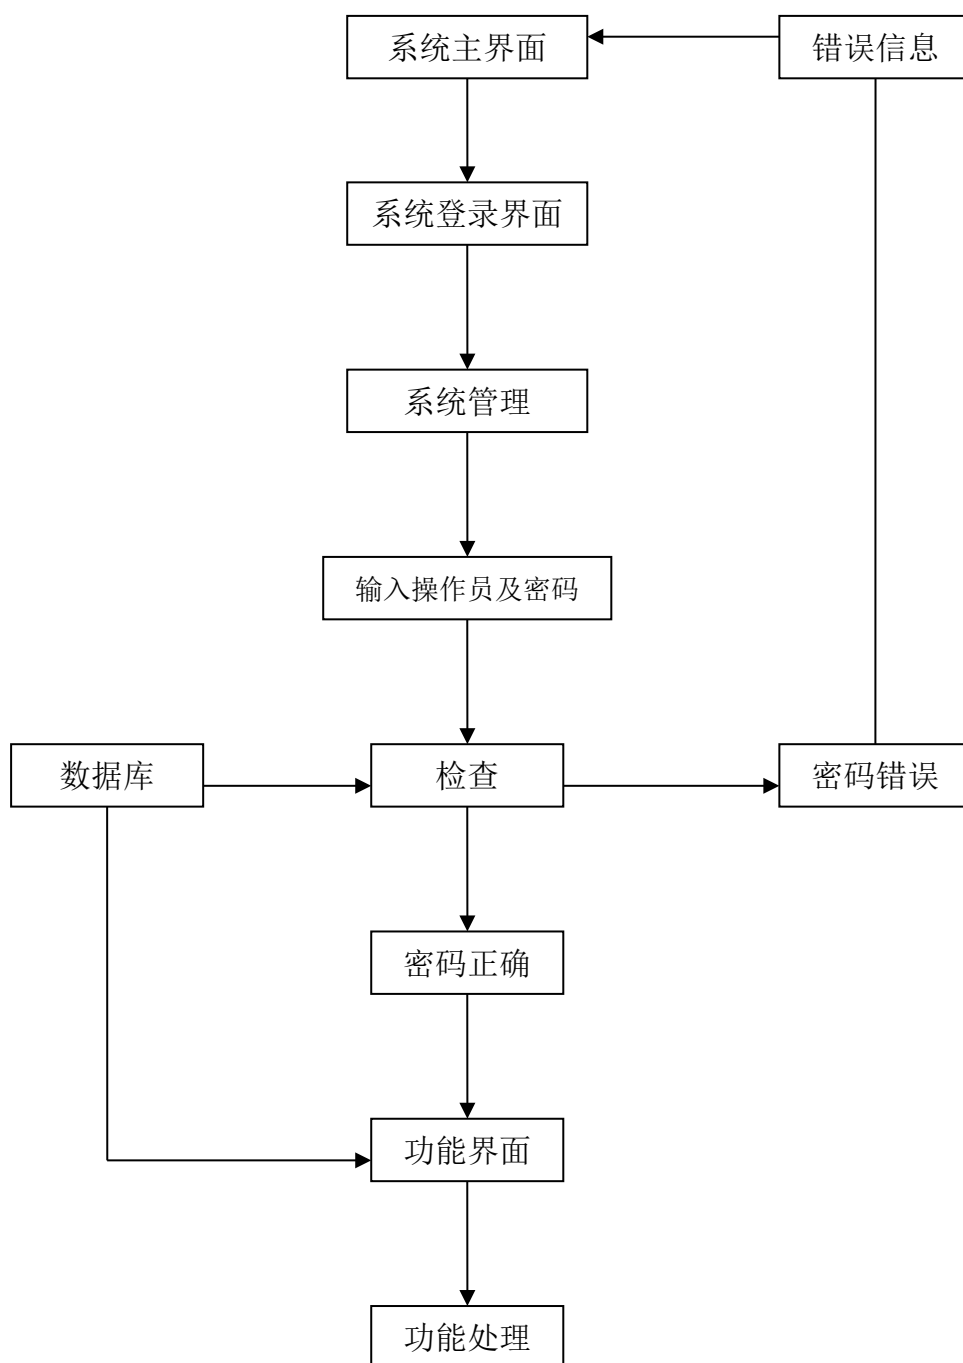 系统主界面
错误信息
系统登录界面
系统管理
输入操作员及密码
数据库
检查
密码错误
密码正确
功能界面
功能处理